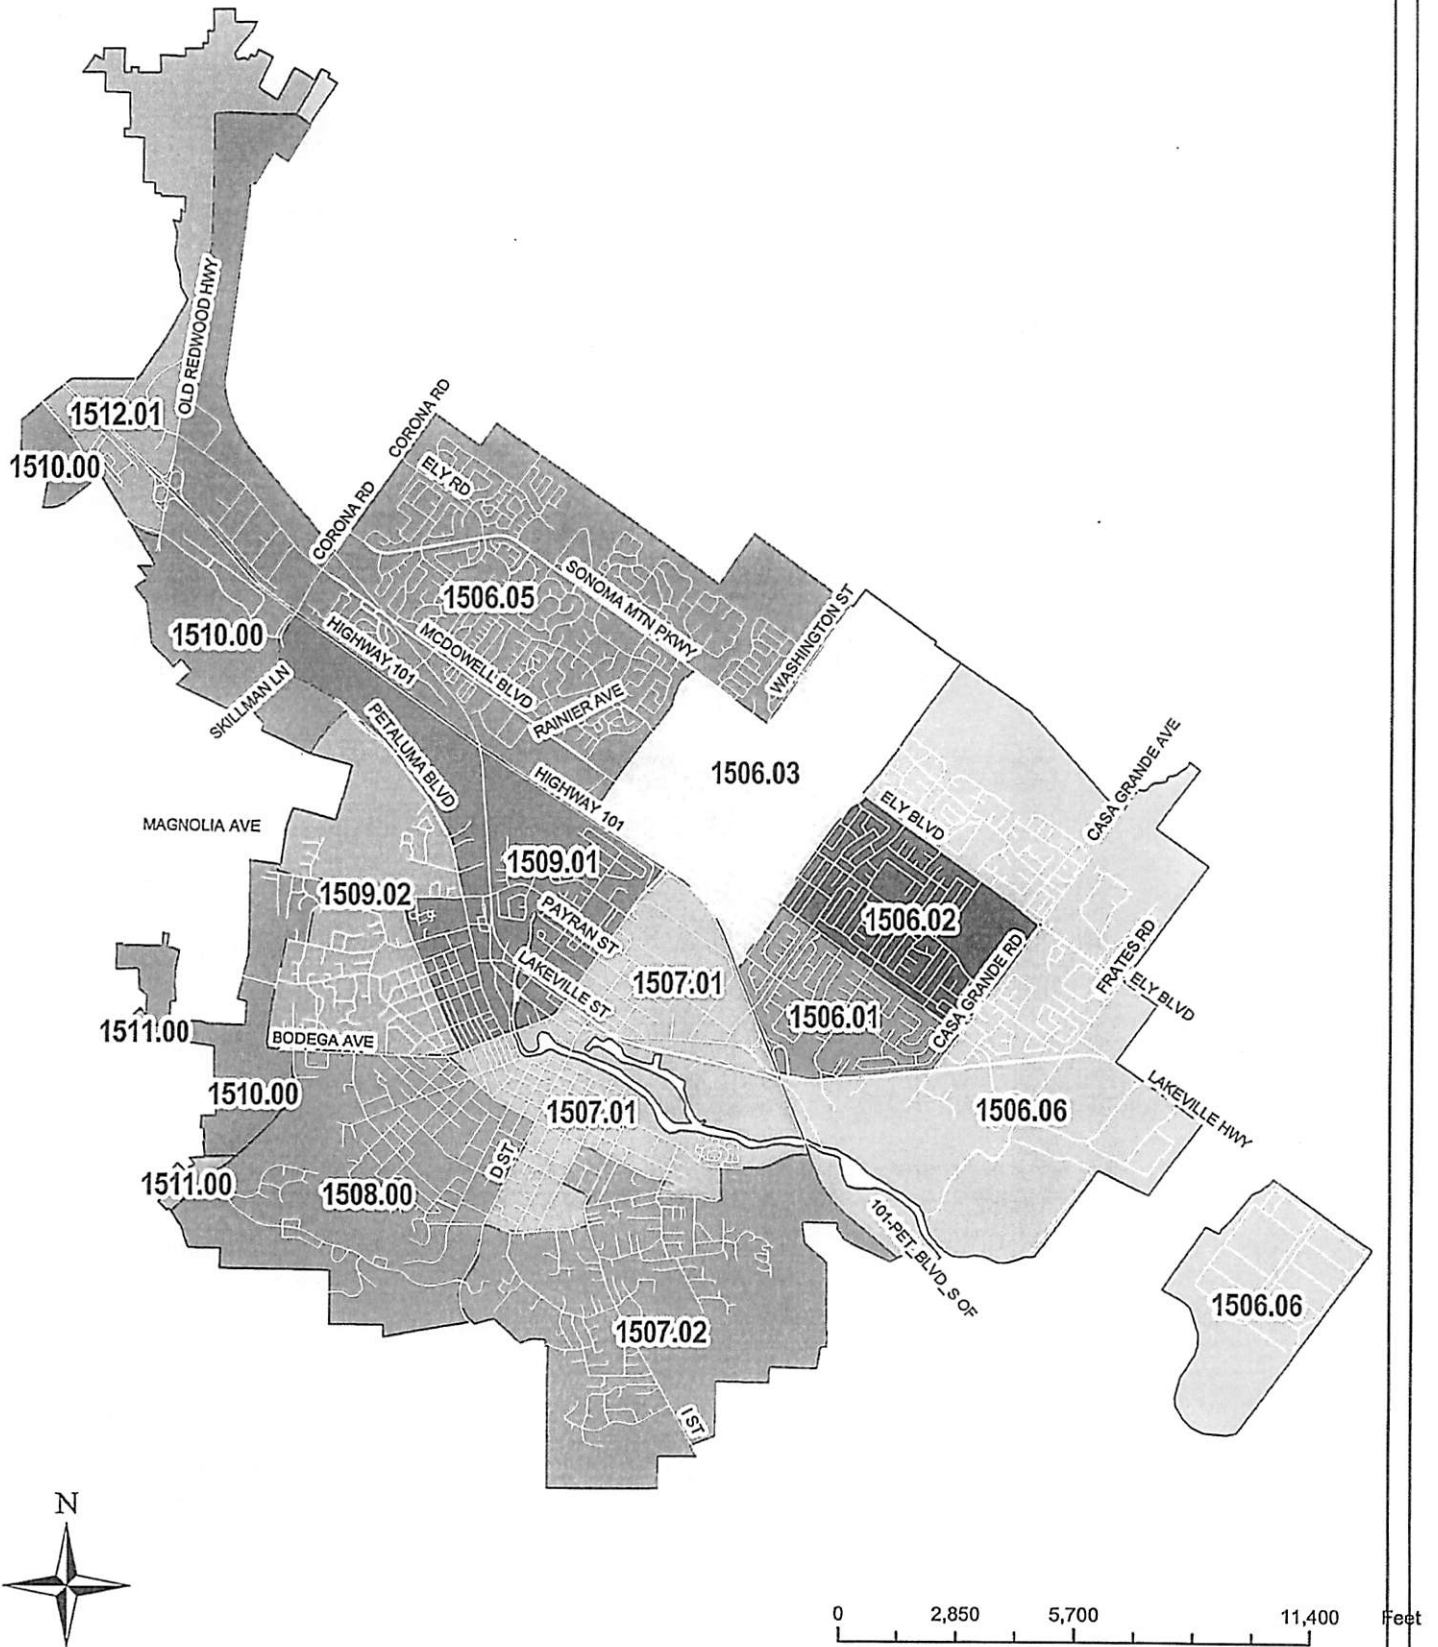 OLD REDWOOD HWY
1512.01
CORONA RD
1510.00
ELY RD
CORONA RD
SONOMA MTN PKWY
1506.05
WASHINGTON ST
1510.00
HIGHWAY 101
MCDOWELL BLVD
SKILLMAN LN
RAINIER AVE
PETALUMA BLVD
1506.03
CASA GRANDE AVE
HIGHWAY 101
MAGNOLIA AVE
ELY BLVD
1509.01
1509.02
PAYRAN ST
1506.02
LAKEVILLE ST
1507.01
FRATES RD
ELY BLVD
CASA GRANDE RD
1506.01
1511.00
BODEGA AVE
1510.00
1507.01
1506.06
LAKEVILLE HWY
D ST
1511.00
1508.00
101-PET_BLVD_S OF
1506.06
1507.02
I ST
N
0 2,850 5,700 11,400 Feet